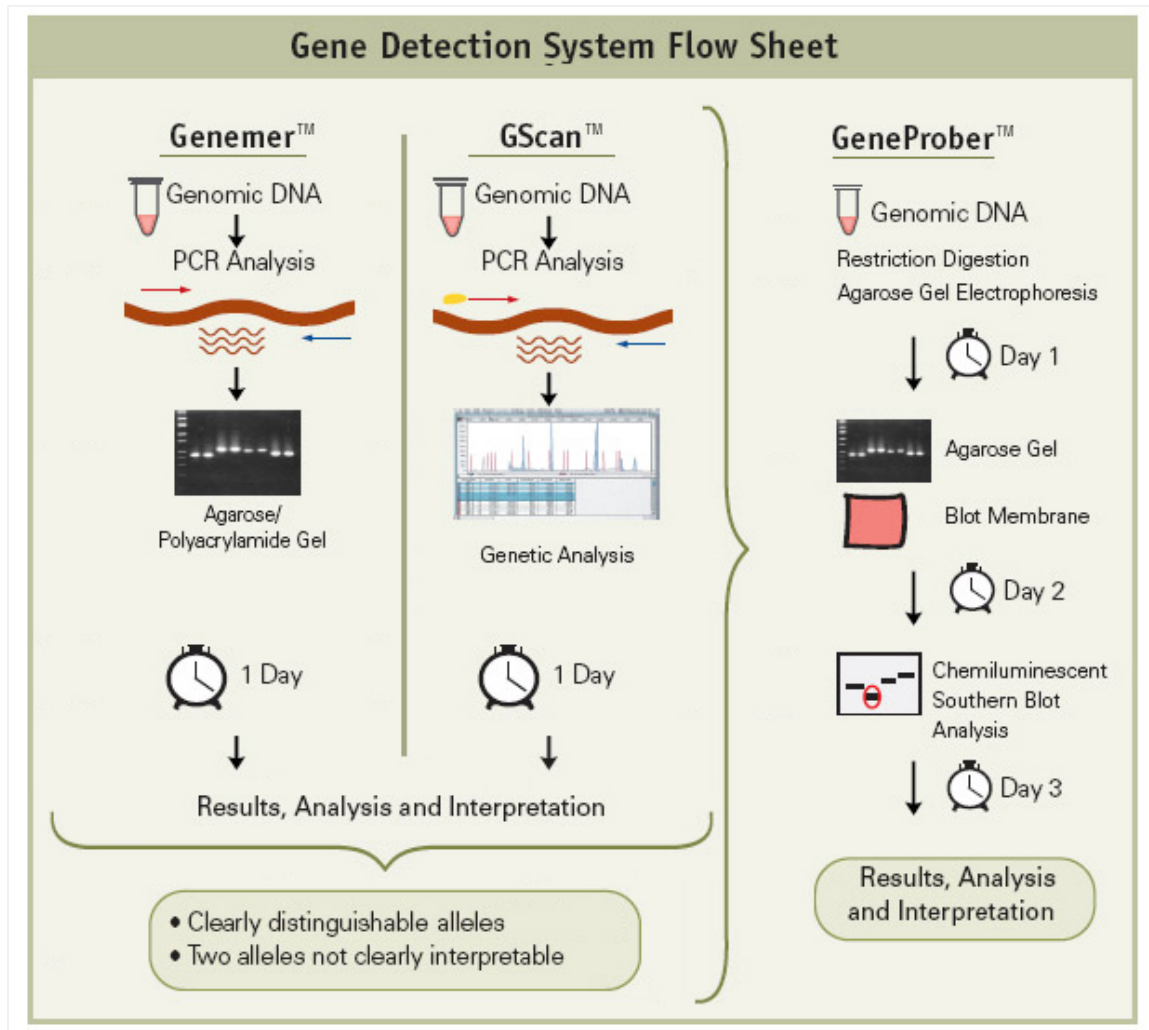 Gene Detection System Flow Sheet
Genemer™
Genomic DNA
PCR Analysis
Agarose/
Polyacrylamide Gel
1 Day
GScan™
Genomic DNA
PCR Analysis
Genetic Analysis
1 Day
Results, Analysis and Interpretation
• Clearly distinguishable alleles
• Two alleles not clearly interpretable
GeneProber™
Genomic DNA
Restriction Digestion
Agarose Gel Electrophoresis
Day 1
Agarose Gel
Blot Membrane
Day 2
Chemiluminescent
Southern Blot
Analysis
Day 3
Results, Analysis
and Interpretation